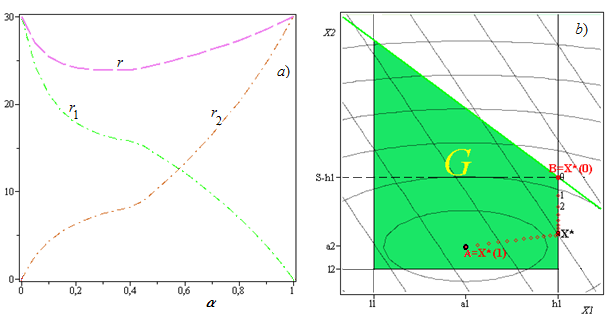 30
20
10
0
r
r1
r2
a)
0 0,2 0,4 0,6 0,8 1
α
X2
b)
G
B=X*(0)
S-h1
0
1
2
X*
a2
A=X*(1)
l2
l1 a1 h1
X1